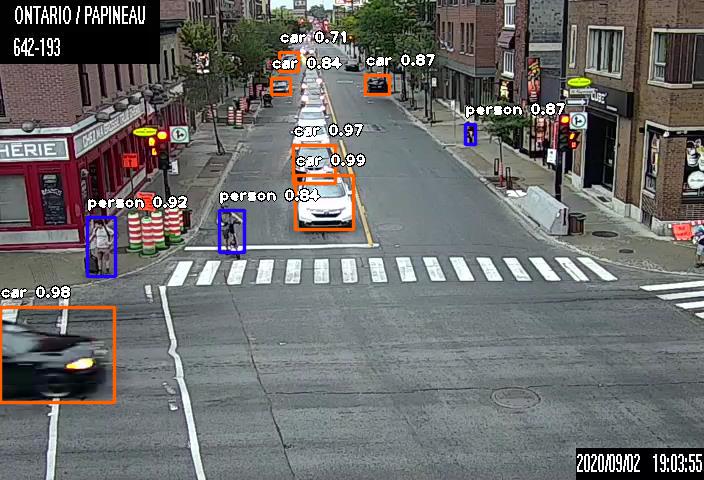 ONTARIO / PAPINEAU
642-193
car 0.71
car 0.84
car 0.87
person 0.87
car 0.97
car 0.99
HÉRIE
person 0.92
person 0.84
car 0.98
2020/09/02 19:03:55